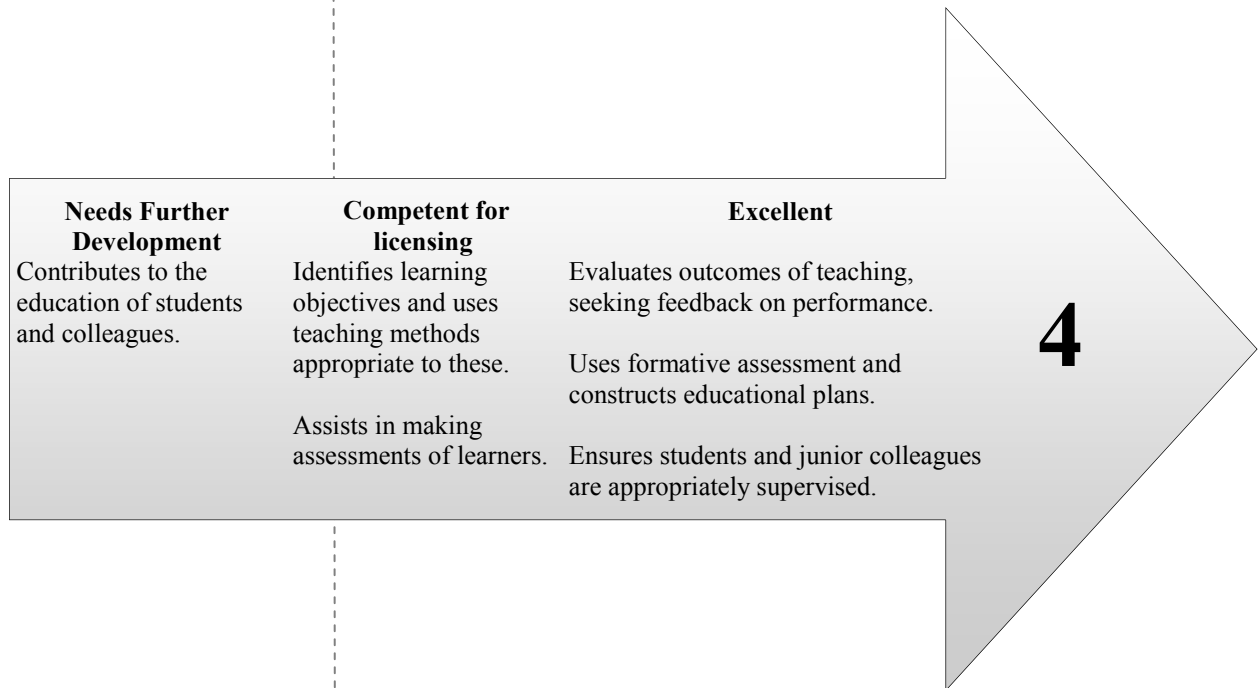 Needs Further
Development
Contributes to the
education of students
and colleagues.
Competent for
licensing
Identifies learning
objectives and uses
teaching methods
appropriate to these.
Assists in making
assessments of learners.
Excellent
Evaluates outcomes of teaching,
seeking feedback on performance.
Uses formative assessment and
constructs educational plans.
Ensures students and junior colleagues
are appropriately supervised.
4